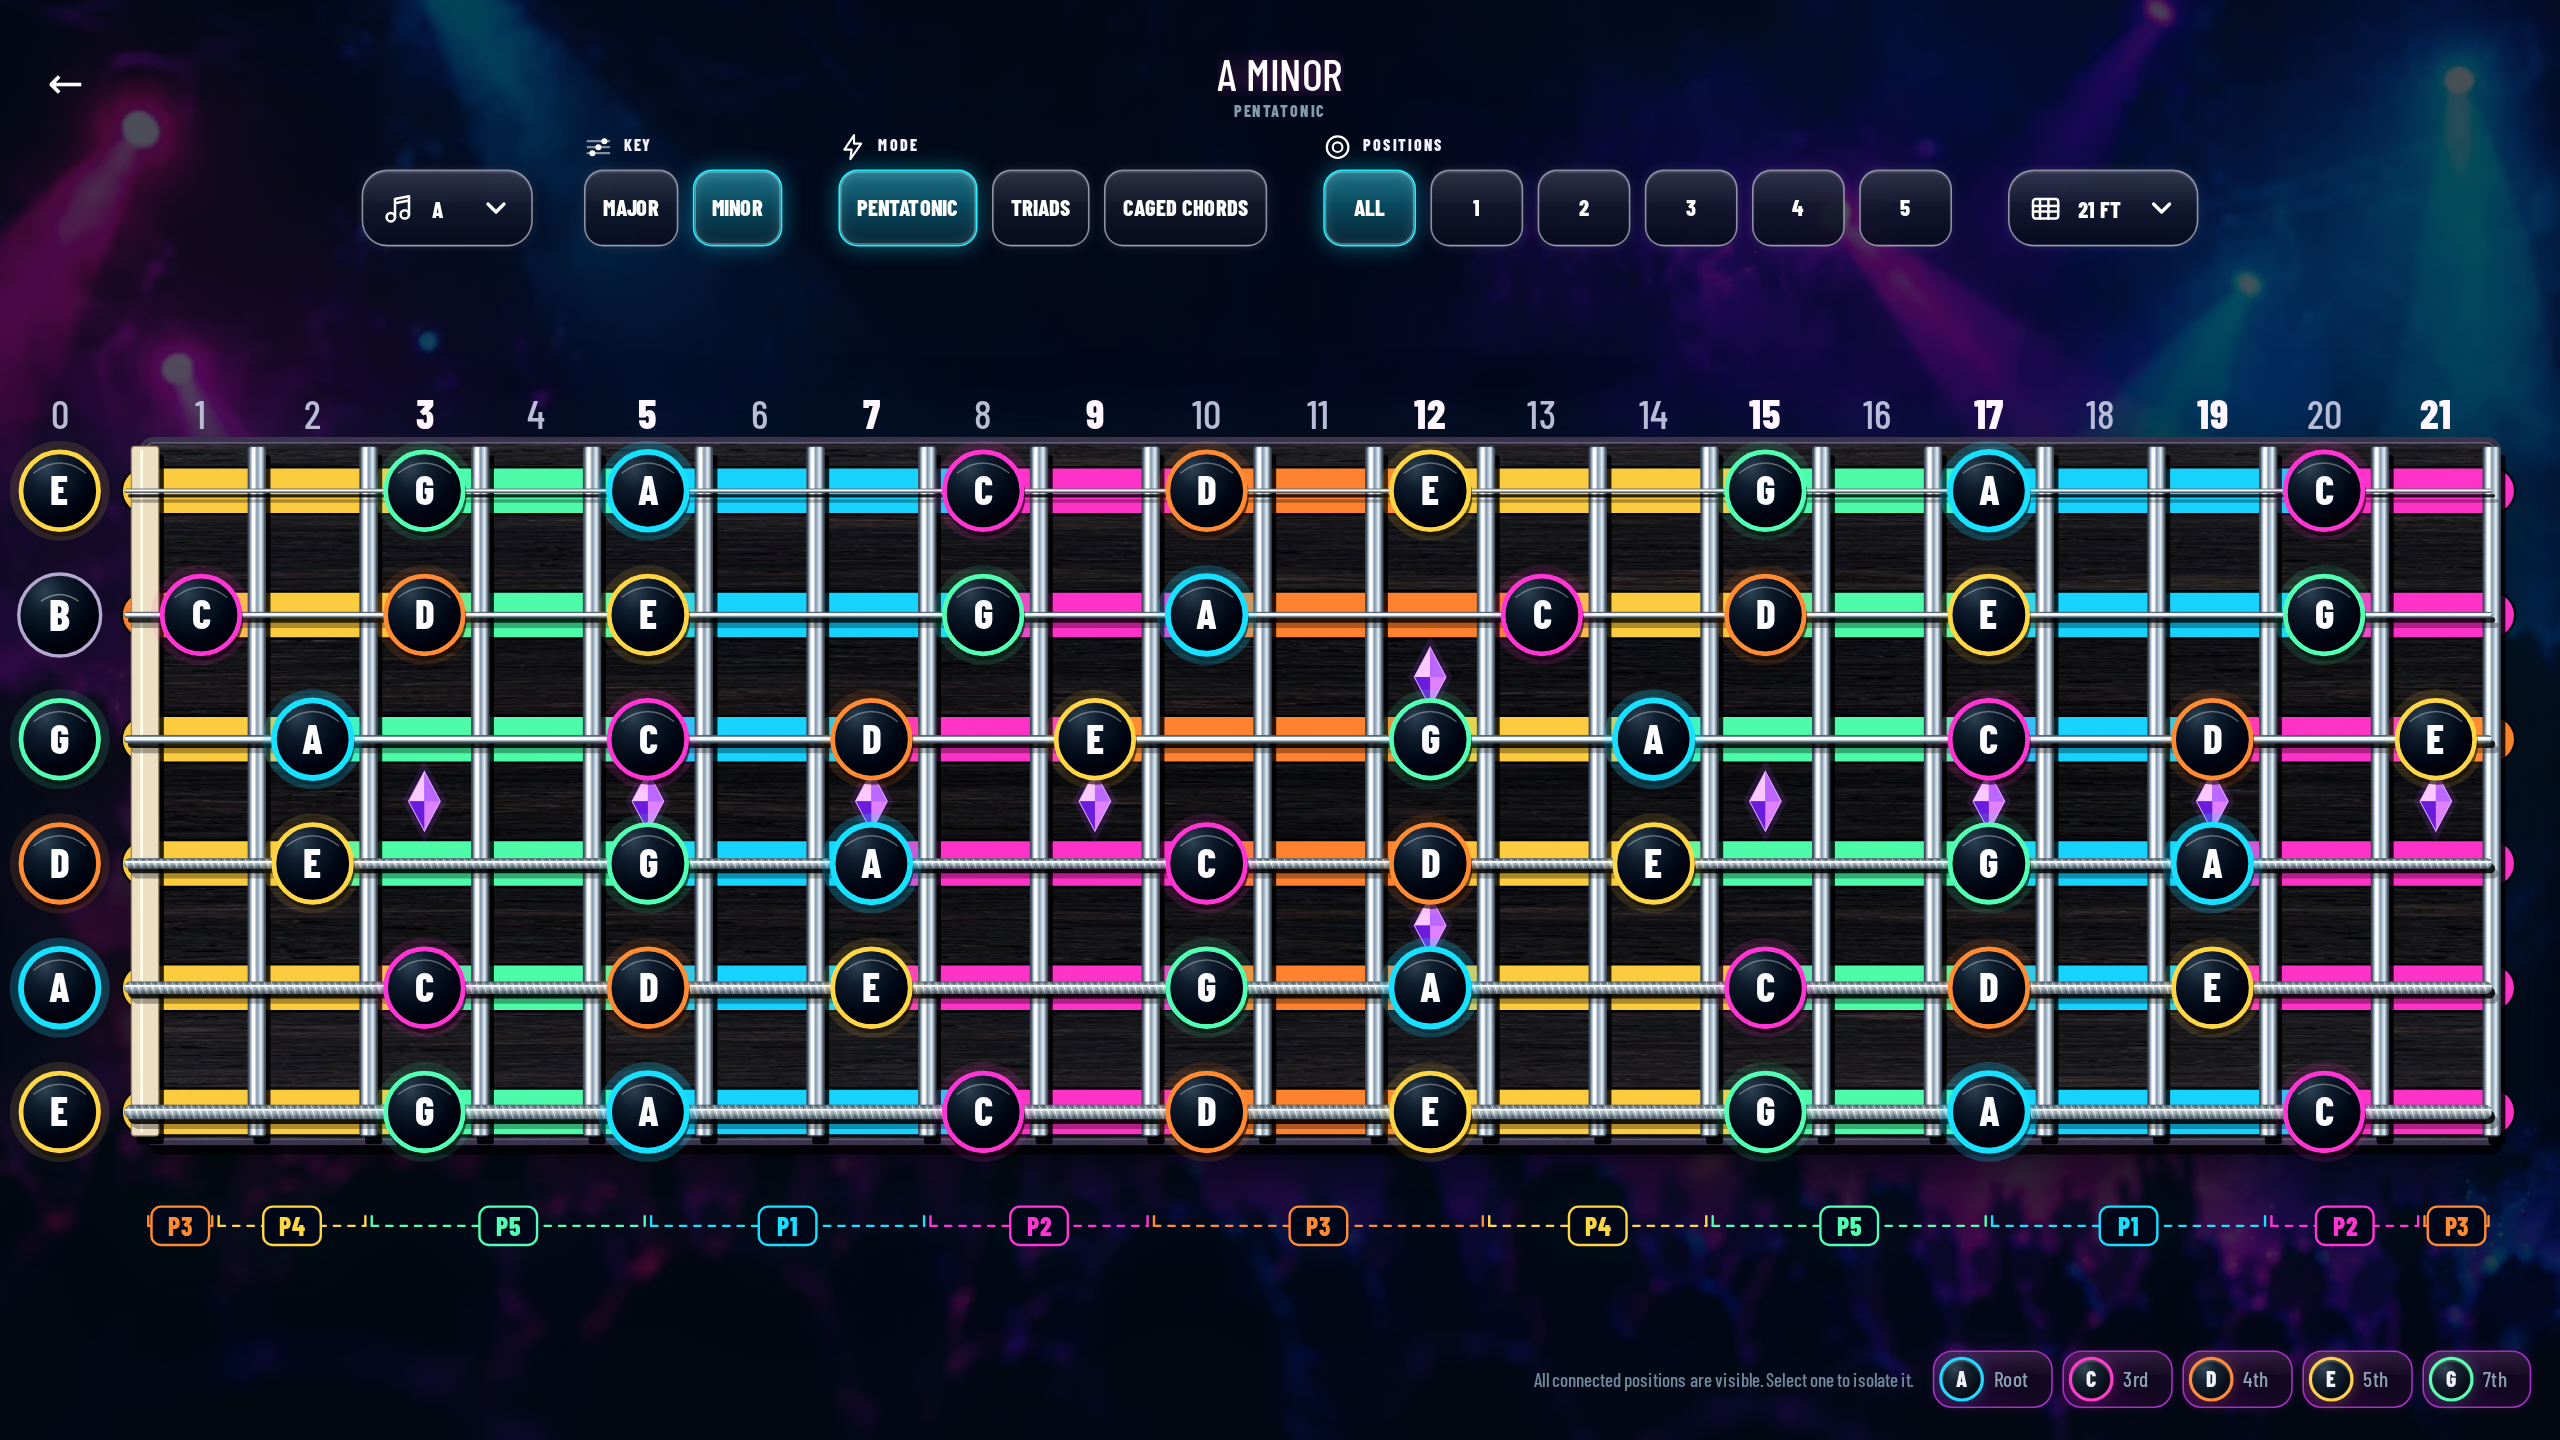 A MINOR
PENTATONIC
KEY MODE POSITIONS
A MAJOR MINOR PENTATONIC TRIADS CAGED CHORDS ALL 1 2 3 4 5 21 FT
0 1 2 3 4 5 6 7 8 9 10 11 12 13 14 15 16 17 18 19 20 21
E G A C D E G A C
B C D E G A C D E G
G A C D E G A C D E
D E G A C D E G A
A C D E G A C D E
E G A C D E G A C
P3 P4 P5 P1 P2 P3 P4 P5 P1 P2 P3
All connected positions are visible. Select one to isolate it. A Root C 3rd D 4th E 5th G 7th